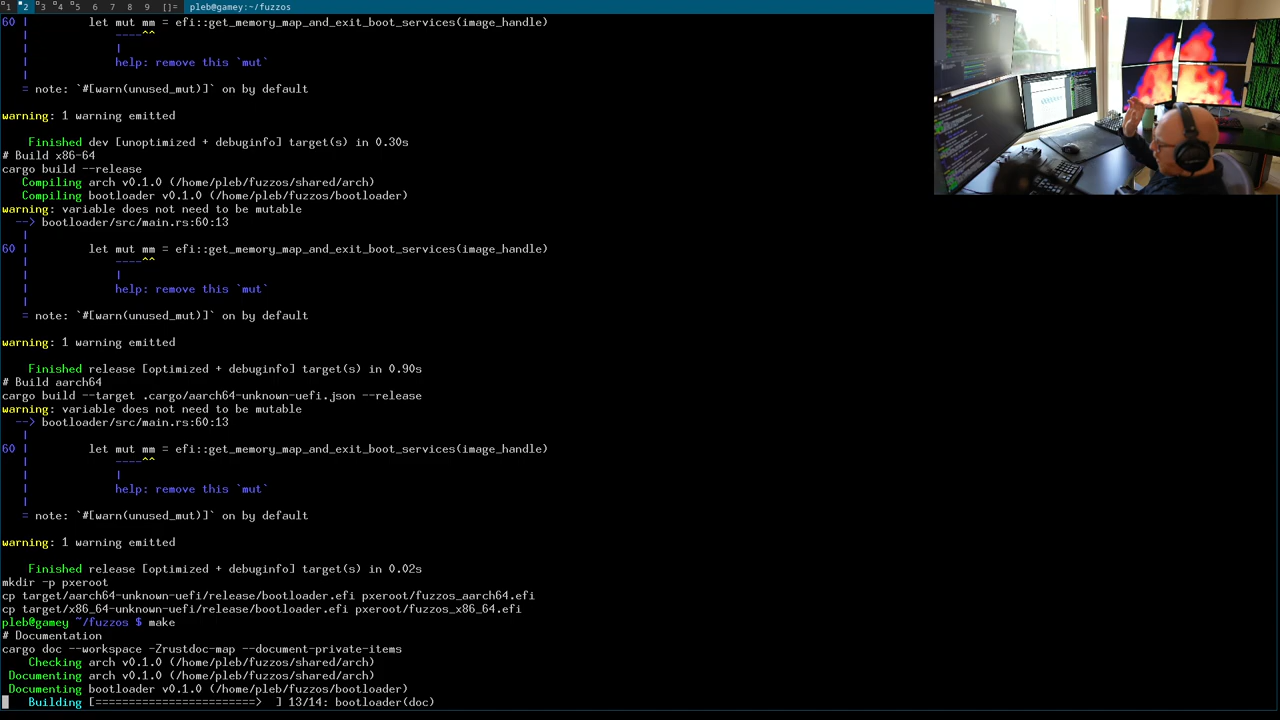 1 2 3 4 5 6 7 8 9 []= pleb@gamey:~/fuzzos
60 | let mut mm = efi::get_memory_map_and_exit_boot_services(image_handle)
| ----^^
| |
| help: remove this `mut`
|
= note: `#[warn(unused_mut)]` on by default
warning: 1 warning emitted
Finished dev [unoptimized + debuginfo] target(s) in 0.30s
# Build x86-64
cargo build --release
Compiling arch v0.1.0 (/home/pleb/fuzzos/shared/arch)
Compiling bootloader v0.1.0 (/home/pleb/fuzzos/bootloader)
warning: variable does not need to be mutable
--> bootloader/src/main.rs:60:13
|
60 | let mut mm = efi::get_memory_map_and_exit_boot_services(image_handle)
| ----^^
| |
| help: remove this `mut`
|
= note: `#[warn(unused_mut)]` on by default
warning: 1 warning emitted
Finished release [optimized + debuginfo] target(s) in 0.90s
# Build aarch64
cargo build --target .cargo/aarch64-unknown-uefi.json --release
warning: variable does not need to be mutable
--> bootloader/src/main.rs:60:13
|
60 | let mut mm = efi::get_memory_map_and_exit_boot_services(image_handle)
| ----^^
| |
| help: remove this `mut`
|
= note: `#[warn(unused_mut)]` on by default
warning: 1 warning emitted
Finished release [optimized + debuginfo] target(s) in 0.02s
mkdir -p pxeroot
cp target/aarch64-unknown-uefi/release/bootloader.efi pxeroot/fuzzos_aarch64.efi
cp target/x86_64-unknown-uefi/release/bootloader.efi pxeroot/fuzzos_x86_64.efi
pleb@gamey ~/fuzzos $ make
# Documentation
cargo doc --workspace -Zrustdoc-map --document-private-items
Checking arch v0.1.0 (/home/pleb/fuzzos/shared/arch)
Documenting arch v0.1.0 (/home/pleb/fuzzos/shared/arch)
Documenting bootloader v0.1.0 (/home/pleb/fuzzos/bootloader)
Building [========================> ] 13/14: bootloader(doc)